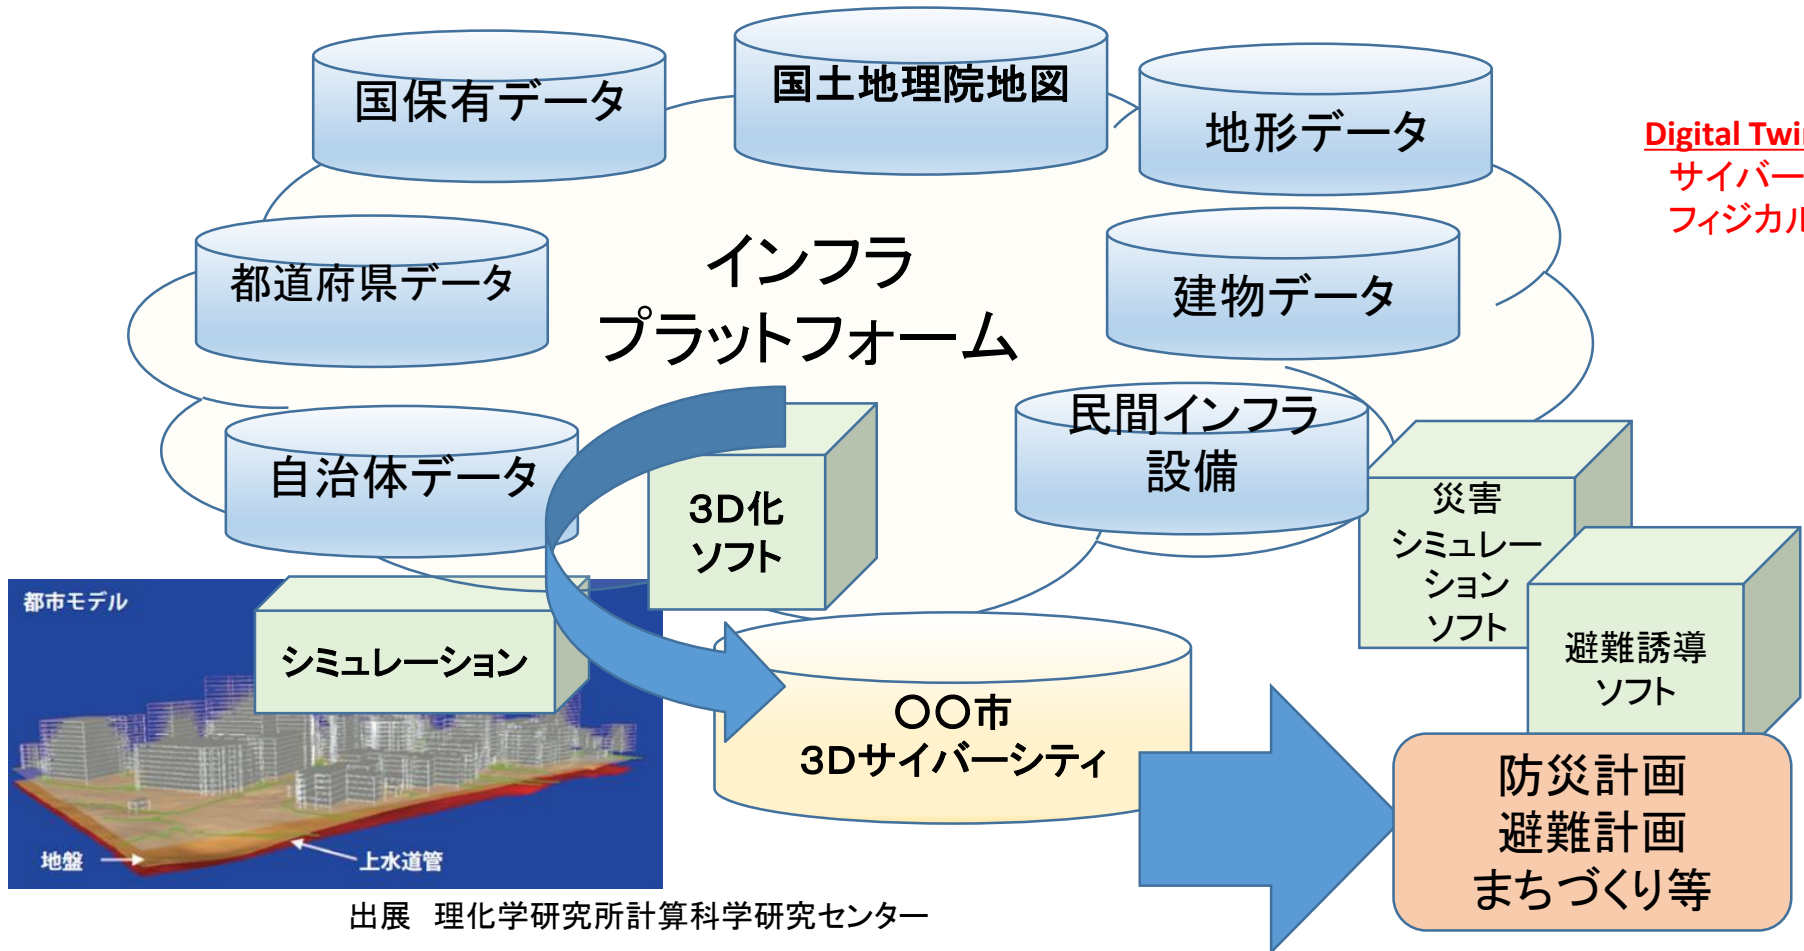 国保有データ
国土地理院地図
地形データ
Digital Twin
サイバー
フィジカル
都道府県データ
インフラ
プラットフォーム
建物データ
自治体データ
3D化
ソフト
民間インフラ
設備
災害
シミュレー
ション
ソフト
避難誘導
ソフト
都市モデル
シミュレーション
地盤
上水道管
〇〇市
3Dサイバーシティ
防災計画
避難計画
まちづくり等
出展 理化学研究所計算科学研究センター